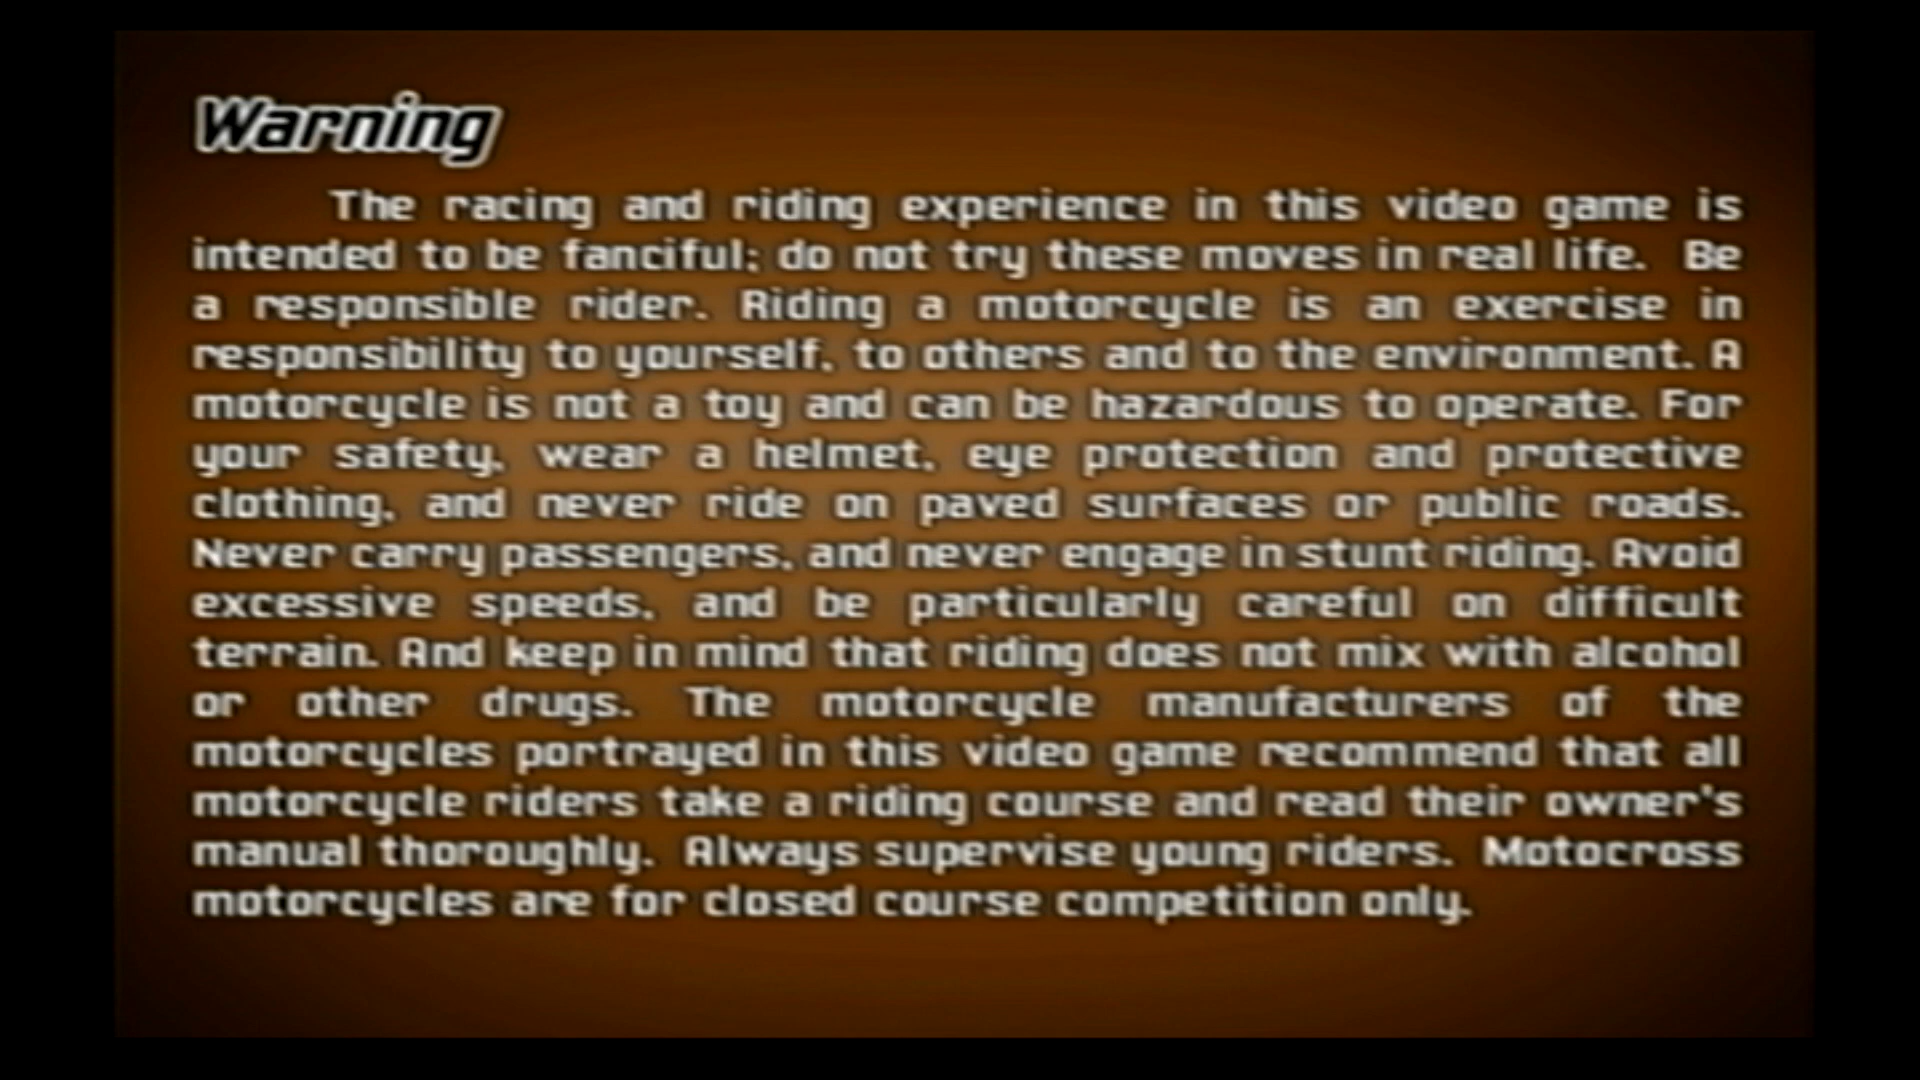 Warning
The racing and riding experience in this video game is
intended to be fanciful; do not try these moves in real life. Be
a responsible rider. Riding a motorcycle is an exercise in
responsibility to yourself, to others and to the environment. A
motorcycle is not a toy and can be hazardous to operate. For
your safety, wear a helmet, eye protection and protective
clothing, and never ride on paved surfaces or public roads.
Never carry passengers, and never engage in stunt riding. Avoid
excessive speeds, and be particularly careful on difficult
terrain. And keep in mind that riding does not mix with alcohol
or other drugs. The motorcycle manufacturers of the
motorcycles portrayed in this video game recommend that all
motorcycle riders take a riding course and read their owner's
manual thoroughly. Always supervise young riders. Motocross
motorcycles are for closed course competition only.